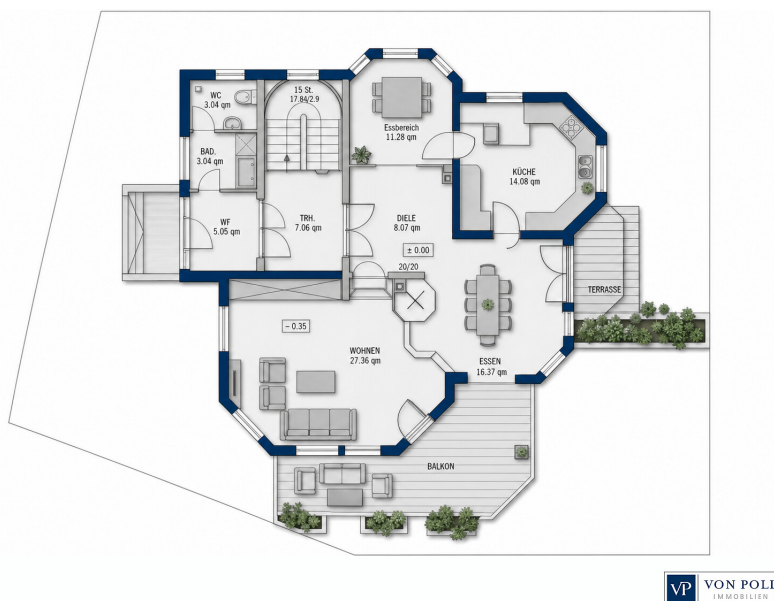 WC
3.04 qm
15 St.
17.84/2.9
Essbereich
11.28 qm
BAD.
3.04 qm
KÜCHE
14.08 qm
WF
5.05 qm
TRH.
7.06 qm
DIELE
8.07 qm
± 0.00
20/20
TERRASSE
− 0.35
WOHNEN
27.36 qm
ESSEN
16.37 qm
BALKON
VP
VON POLL
IMMOBILIEN